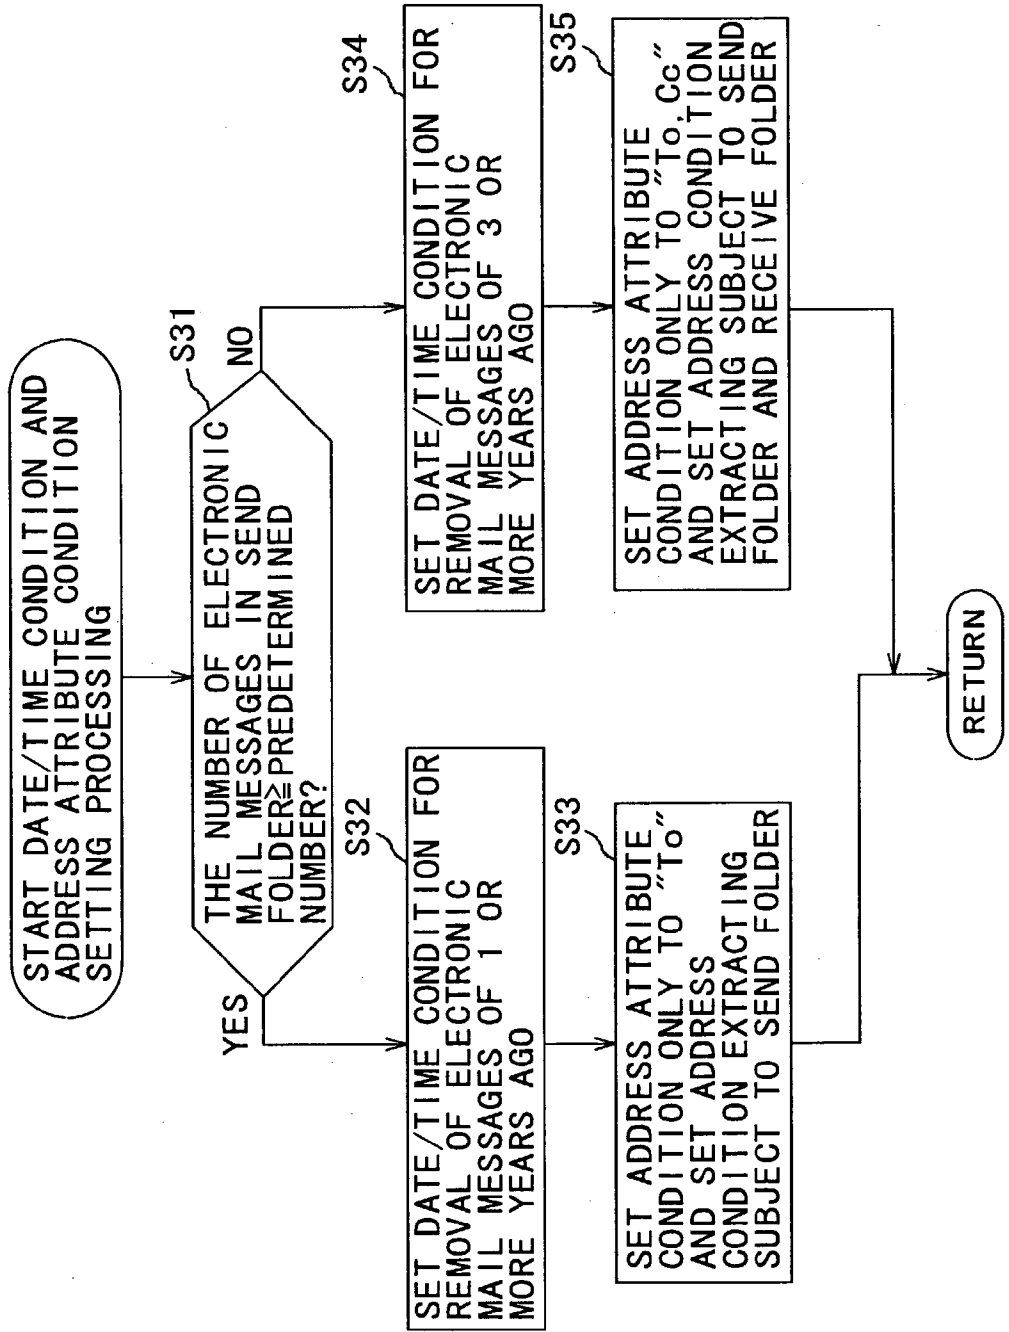 START DATE/TIME CONDITION AND
ADDRESS ATTRIBUTE CONDITION
SETTING PROCESSING
S31
THE NUMBER OF ELECTRONIC
MAIL MESSAGES IN SEND
FOLDER≧PREDETERMINED
NUMBER?
YES
NO
S32
SET DATE/TIME CONDITION FOR
REMOVAL OF ELECTRONIC
MAIL MESSAGES OF 1 OR
MORE YEARS AGO
S33
SET ADDRESS ATTRIBUTE
CONDITION ONLY TO "To"
AND SET ADDRESS
CONDITION EXTRACTING
SUBJECT TO SEND FOLDER
S34
SET DATE/TIME CONDITION FOR
REMOVAL OF ELECTRONIC
MAIL MESSAGES OF 3 OR
MORE YEARS AGO
S35
SET ADDRESS ATTRIBUTE
CONDITION ONLY TO "To, Cc"
AND SET ADDRESS CONDITION
EXTRACTING SUBJECT TO SEND
FOLDER AND RECEIVE FOLDER
RETURN